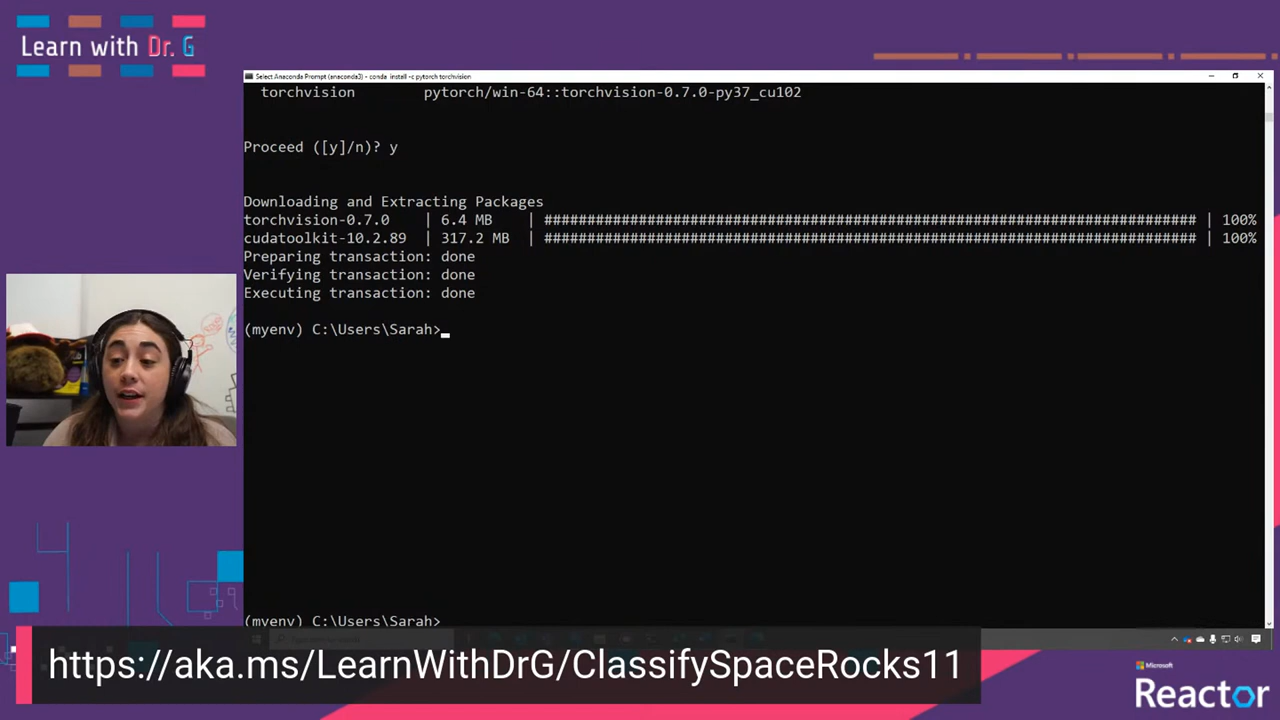 Learn with Dr. G
Select Anaconda Prompt (anaconda3) - conda install -c pytorch torchvision
torchvision pytorch/win-64::torchvision-0.7.0-py37_cu102
Proceed ([y]/n)? y
Downloading and Extracting Packages
torchvision-0.7.0 | 6.4 MB | ############################################################################ | 100%
cudatoolkit-10.2.89 | 317.2 MB | ############################################################################ | 100%
Preparing transaction: done
Verifying transaction: done
Executing transaction: done
(myenv) C:\Users\Sarah>
(myenv) C:\Users\Sarah>
https://aka.ms/LearnWithDrG/ClassifySpaceRocks11
Microsoft
Reactor